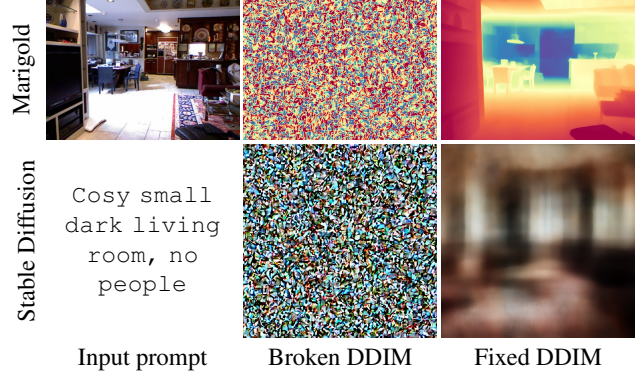 Marigold
Stable Diffusion
Cosy small
dark living
room, no
people
Input prompt
Broken DDIM
Fixed DDIM